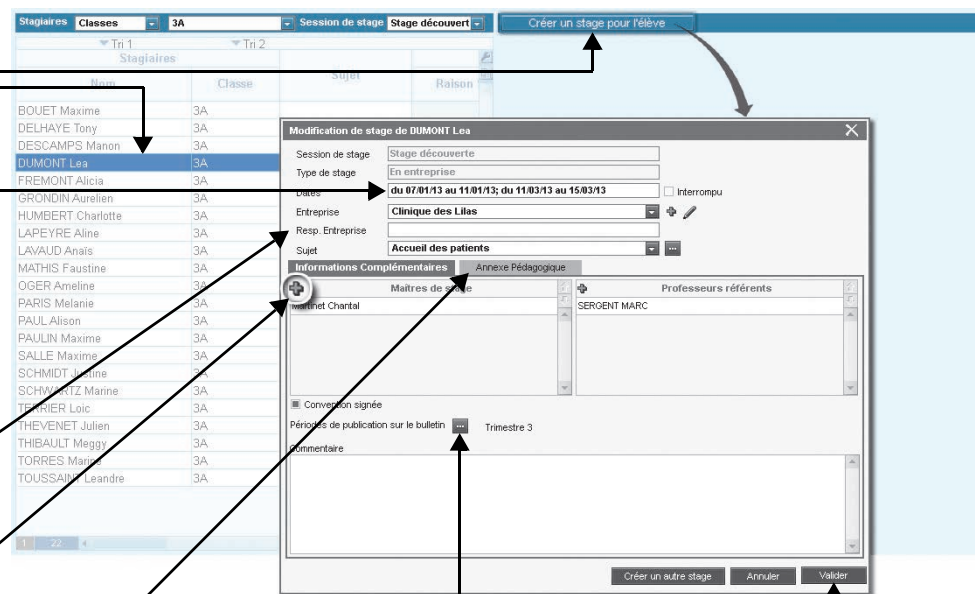 Stagiaires Classes 3A Session de stage Stage découvert Créer un stage pour l'élève
Tri 1 Tri 2
Stagiaires
Nom Classe Sujet Raison
BOUET Maxime 3A
DELHAYE Tony 3A
DESCAMPS Manon 3A
DUMONT Lea 3A
FREMONT Alicia 3A
GRONDIN Aurelien 3A
HUMBERT Charlotte 3A
LAPEYRE Aline 3A
LAVAUD Anaïs 3A
MATHIS Faustine 3A
OGER Ameline 3A
PARIS Melanie 3A
PAUL Alison 3A
PAULIN Maxime 3A
SALLE Maxime 3A
SCHMIDT Justine 3A
SCHWARTZ Marine 3A
TERRIER Loic 3A
THEVENET Julien 3A
THIBAULT Meggy 3A
TORRES Marine 3A
TOUSSAINT Leandre 3A
1 22
Modification de stage de DUMONT Lea
Session de stage Stage découverte
Type de stage En entreprise
Dates du 07/01/13 au 11/01/13; du 11/03/13 au 15/03/13 Interrompu
Entreprise Clinique des Lilas
Resp. Entreprise
Sujet Accueil des patients
Informations Complémentaires Annexe Pédagogique
Maîtres de stage Professeurs référents
Martinet Chantal SERGENT MARC
Convention signée
Périodes de publication sur le bulletin ... Trimestre 3
Commentaire
Créer un autre stage Annuler Valider